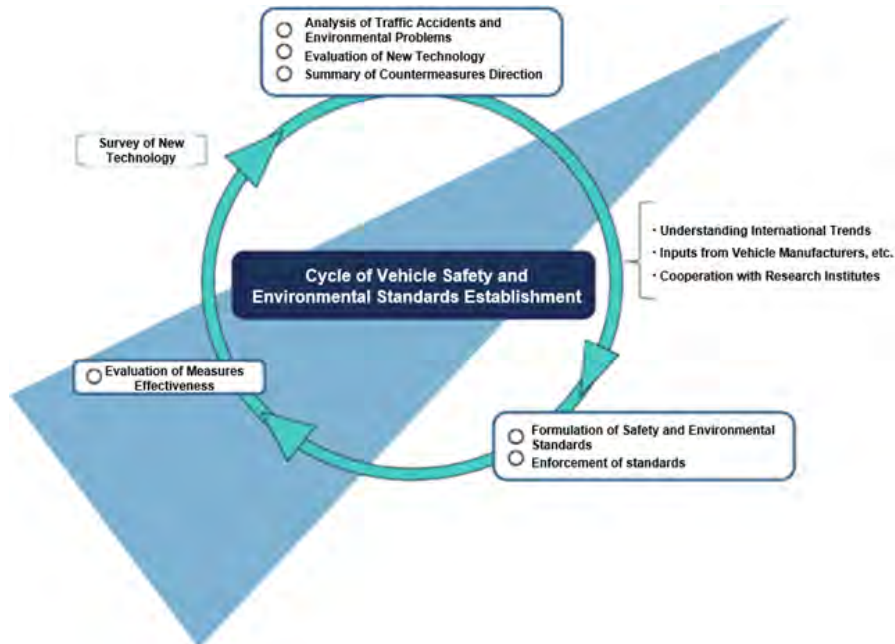 Analysis of Traffic Accidents and
Environmental Problems
Evaluation of New Technology
Summary of Countermeasures Direction
Survey of New
Technology
· Understanding International Trends
· Inputs from Vehicle Manufacturers, etc.
· Cooperation with Research Institutes
Cycle of Vehicle Safety and
Environmental Standards Establishment
Evaluation of Measures
Effectiveness
Formulation of Safety and Environmental
Standards
Enforcement of standards